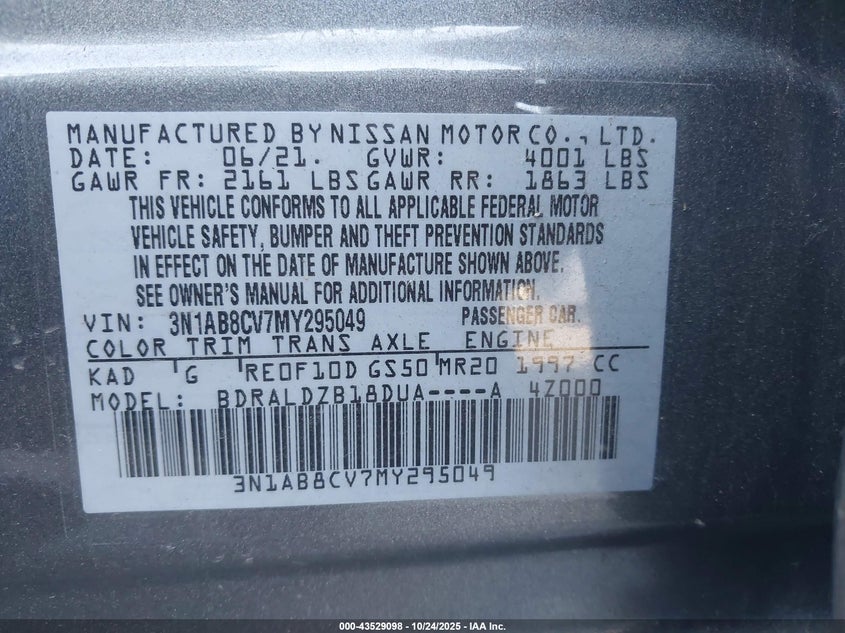 MANUFACTURED BY NISSAN MOTOR CO., LTD.
DATE: 06/21. GVWR: 4001 LBS
GAWR FR: 2161 LBS GAWR RR: 1863 LBS
THIS VEHICLE CONFORMS TO ALL APPLICABLE FEDERAL MOTOR
VEHICLE SAFETY, BUMPER AND THEFT PREVENTION STANDARDS
IN EFFECT ON THE DATE OF MANUFACTURE SHOWN ABOVE.
SEE OWNER'S MANUAL FOR ADDITIONAL INFORMATION.
VIN: 3N1AB8CV7MY295049 PASSENGER CAR.
COLOR TRIM TRANS AXLE ENGINE
KAD G RE0F10D GS50 MR20 1997 CC
MODEL: BDRALDZB18DUA----A 4Z000
3N1AB8CV7MY295049
000-43529098 - 10/24/2025 - IAA Inc.